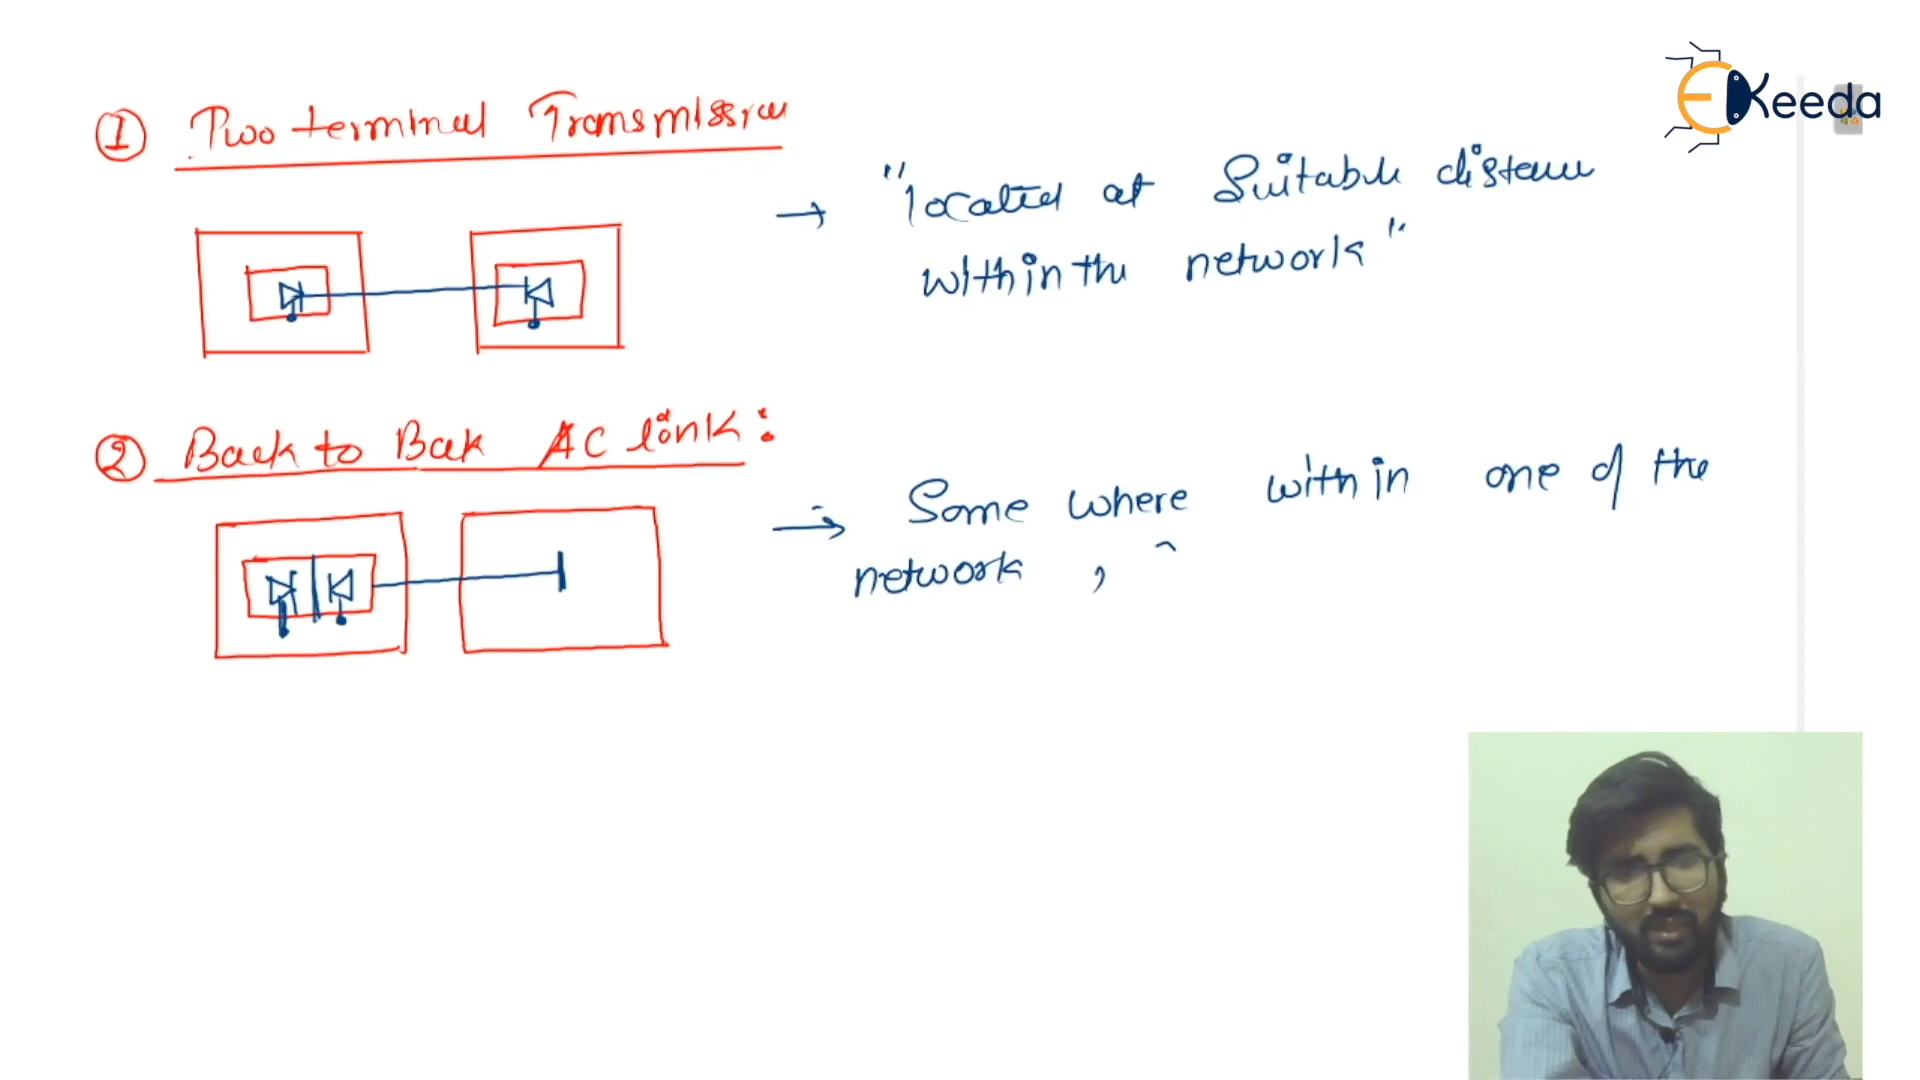 EKeeda
① Two terminal Transmission
→ "located at Suitable distance
within the network"
② Back to Back AC link:
→ Some where within one of the
network,